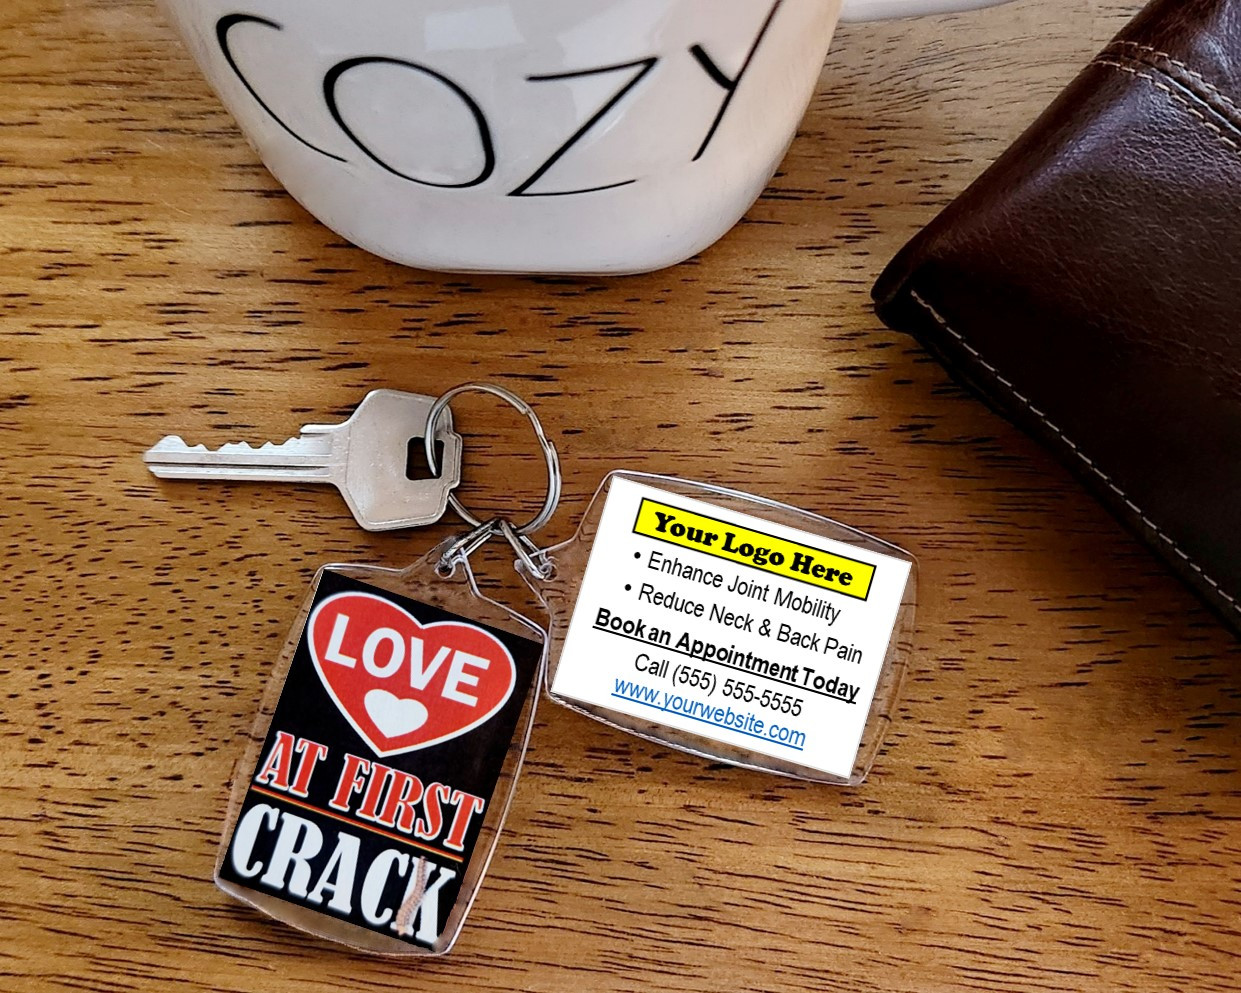 COZY
LOVE
AT FIRST
CRACK
Your Logo Here
• Enhance Joint Mobility
• Reduce Neck & Back Pain
Book an Appointment Today
Call (555) 555-5555
www.yourwebsite.com